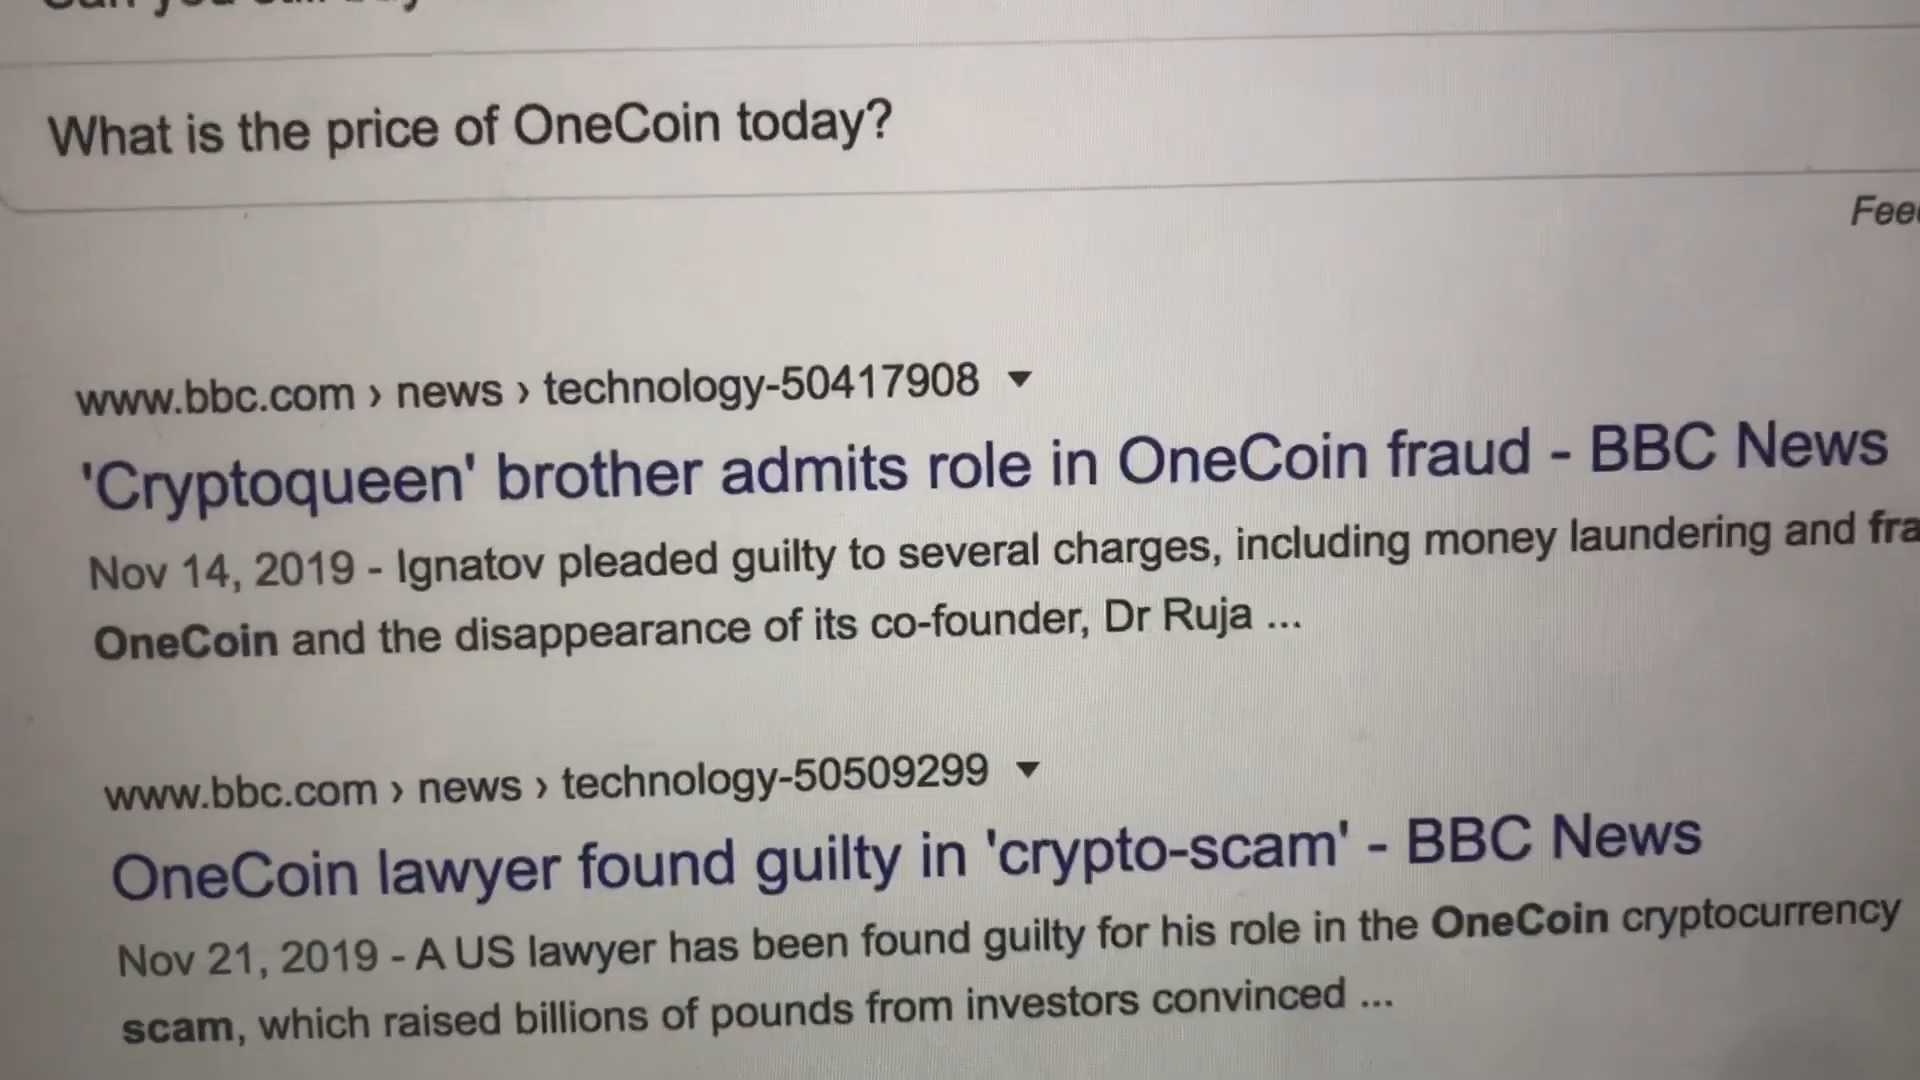 What is the price of OneCoin today?
www.bbc.com › news › technology-50417908
'Cryptoqueen' brother admits role in OneCoin fraud - BBC News
Nov 14, 2019 - Ignatov pleaded guilty to several charges, including money laundering and
OneCoin and the disappearance of its co-founder, Dr Ruja ...
www.bbc.com › news › technology-50509299
OneCoin lawyer found guilty in 'crypto-scam' - BBC News
Nov 21, 2019 - A US lawyer has been found guilty for his role in the OneCoin cryptocurrency
scam, which raised billions of pounds from investors convinced ...